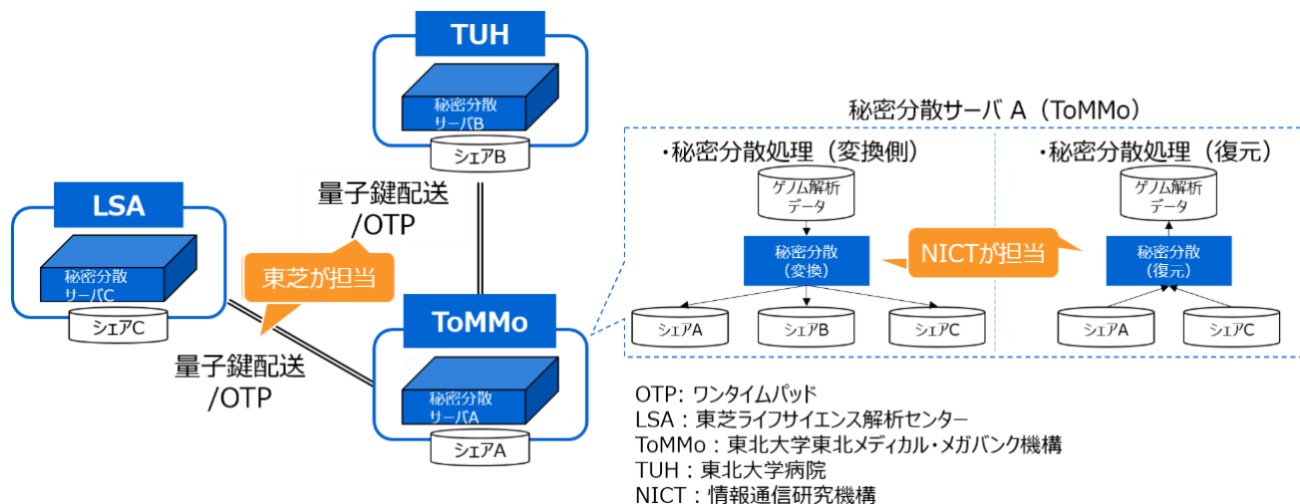 TUH
秘密分散
サーバB
シェアB
量子鍵配送
/OTP
LSA
秘密分散
サーバC
シェアC
東芝が担当
量子鍵配送
/OTP
ToMMo
秘密分散
サーバA
シェアA
秘密分散サーバ A（ToMMo）
・秘密分散処理（変換側）
ゲノム解析
データ
秘密分散
（変換）
シェアA
シェアB
シェアC
NICTが担当
・秘密分散処理（復元）
ゲノム解析
データ
秘密分散
（復元）
シェアA
シェアC
OTP: ワンタイムパッド
LSA：東芝ライフサイエンス解析センター
ToMMo：東北大学東北メディカル・メガバンク機構
TUH：東北大学病院
NICT：情報通信研究機構